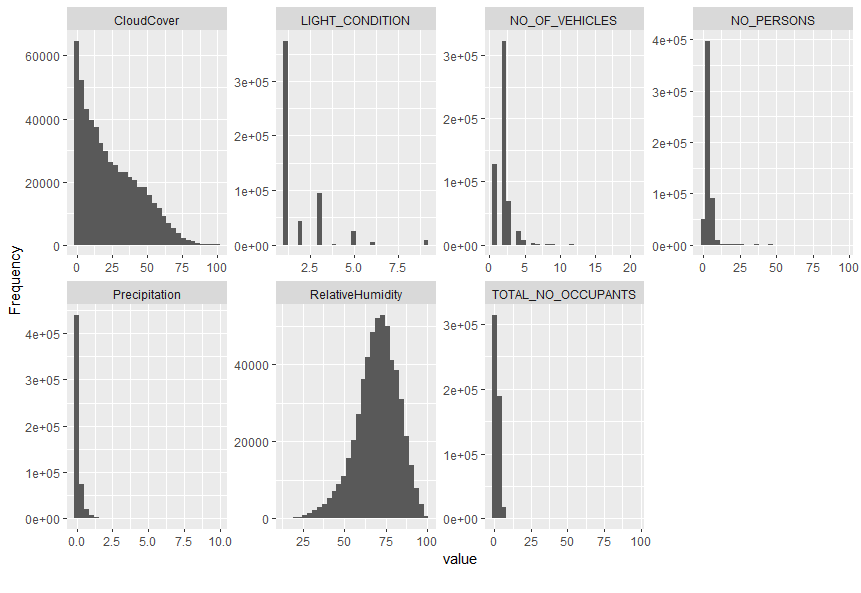 CloudCover LIGHT_CONDITION NO_OF_VEHICLES NO_PERSONS
60000
40000
20000
0
0 25 50 75 100
3e+05
2e+05
1e+05
0e+00
2.5 5.0 7.5
3e+05
2e+05
1e+05
0e+00
0 5 10 15 20
4e+05
3e+05
2e+05
1e+05
0e+00
0 25 50 75 100
Frequency
Precipitation RelativeHumidity TOTAL_NO_OCCUPANTS
4e+05
3e+05
2e+05
1e+05
0e+00
0.0 2.5 5.0 7.5 10.0
40000
20000
0
25 50 75 100
3e+05
2e+05
1e+05
0e+00
0 25 50 75 100
value